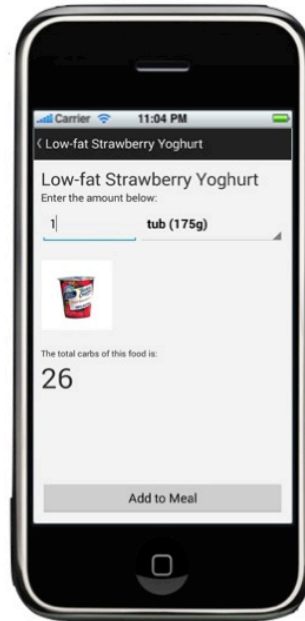 Carrier 11:04 PM
Low-fat Strawberry Yoghurt
Low-fat Strawberry Yoghurt
Enter the amount below:
1 tub (175g)
The total carbs of this food is:
26
Add to Meal